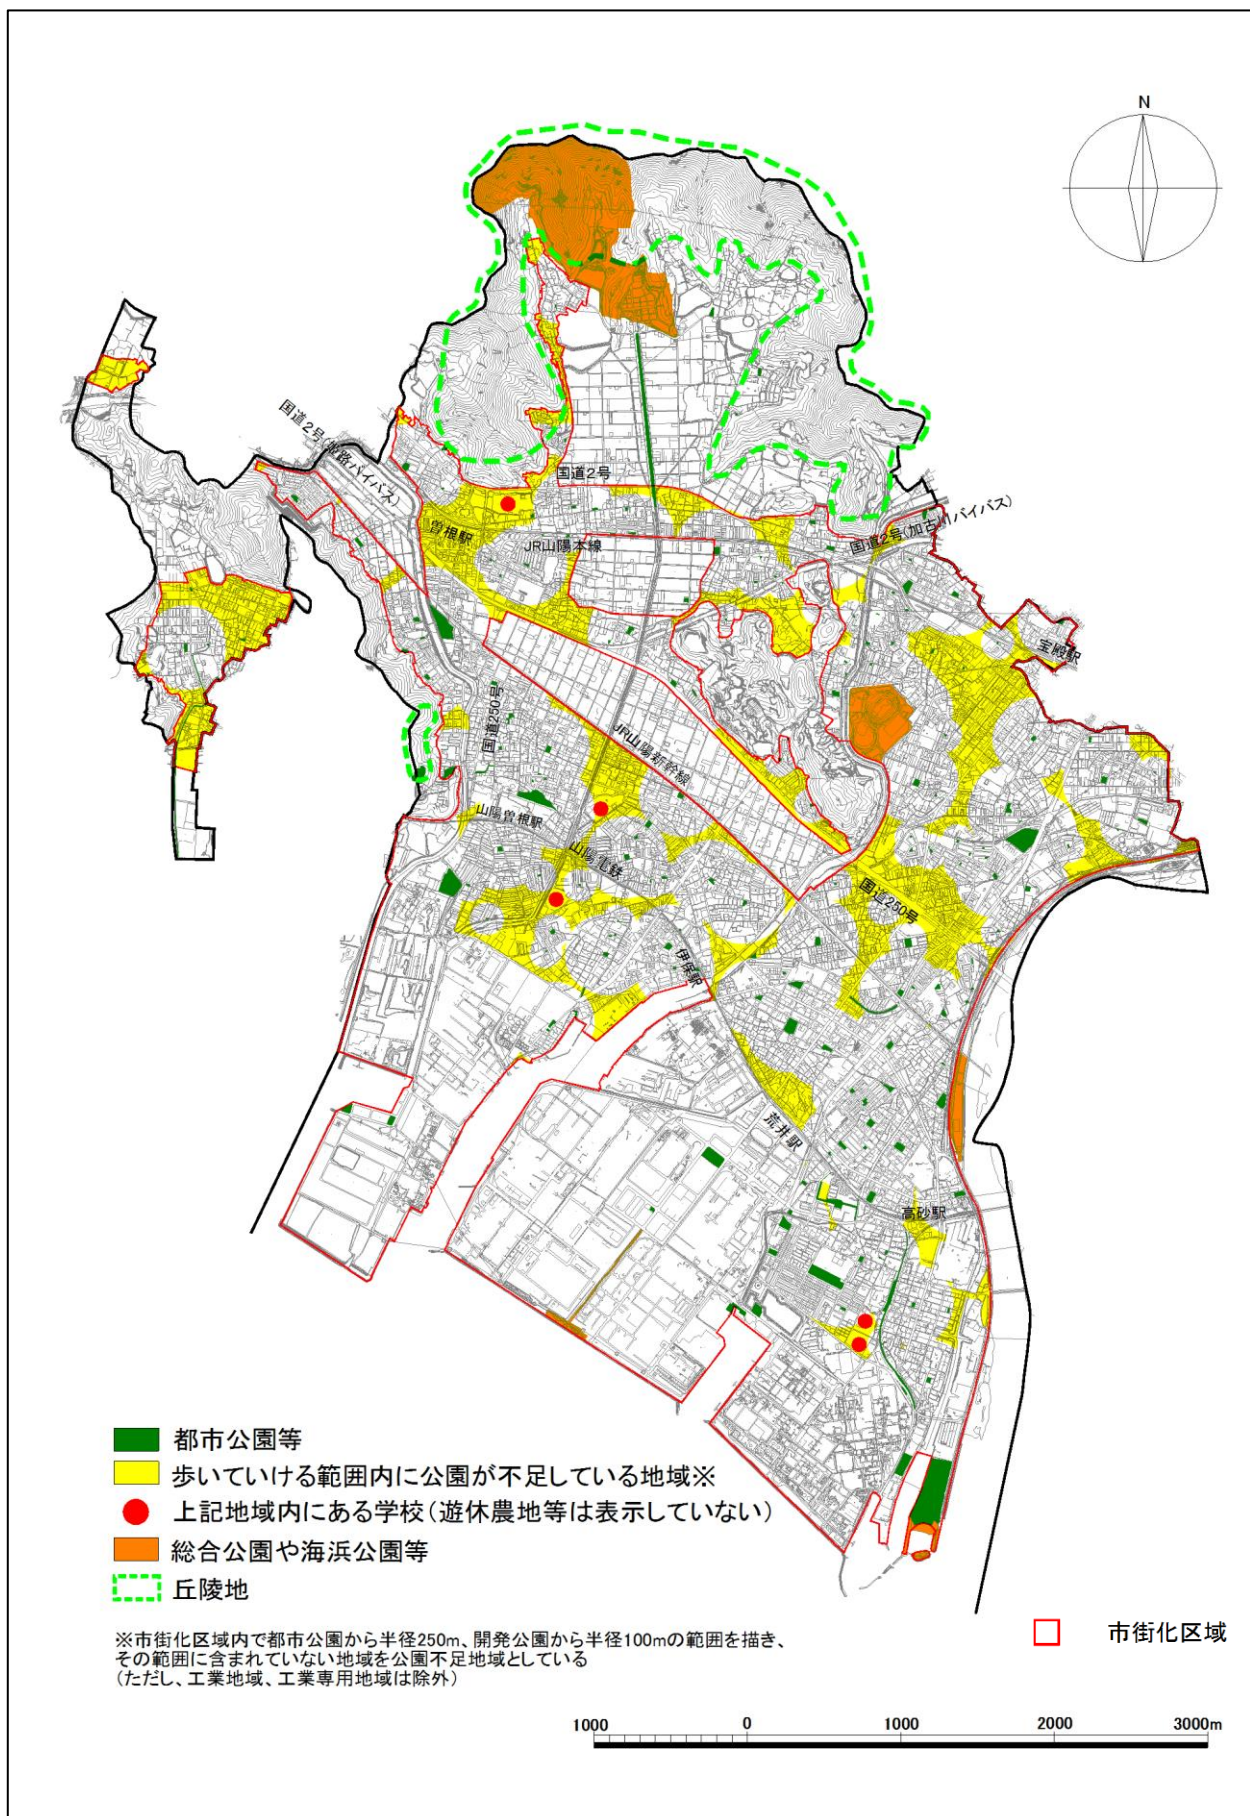 N
国道2号(姫路バイパス)
国道2号
曽根駅
JR山陽本線
国道2号(加古川バイパス)
宝殿駅
国道250号
JR山陽新幹線
山陽曽根駅
山陽電鉄
国道250号
伊保駅
荒井駅
高砂駅
都市公園等
歩いていける範囲内に公園が不足している地域※
上記地域内にある学校(遊休農地等は表示していない)
総合公園や海浜公園等
丘陵地
※市街化区域内で都市公園から半径250m、開発公園から半径100mの範囲を描き、
その範囲に含まれていない地域を公園不足地域としている
(ただし、工業地域、工業専用地域は除外)
市街化区域
1000 0 1000 2000 3000m